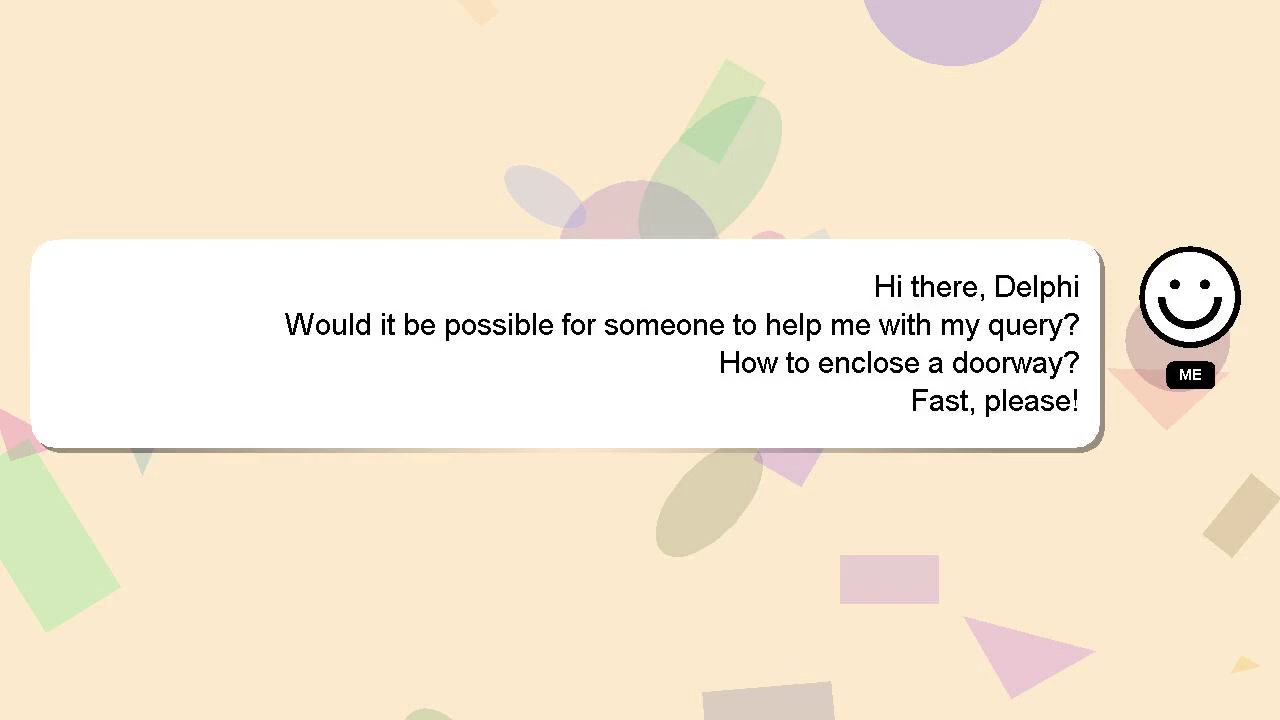 Hi there, Delphi
Would it be possible for someone to help me with my query?
How to enclose a doorway?
Fast, please!
ME